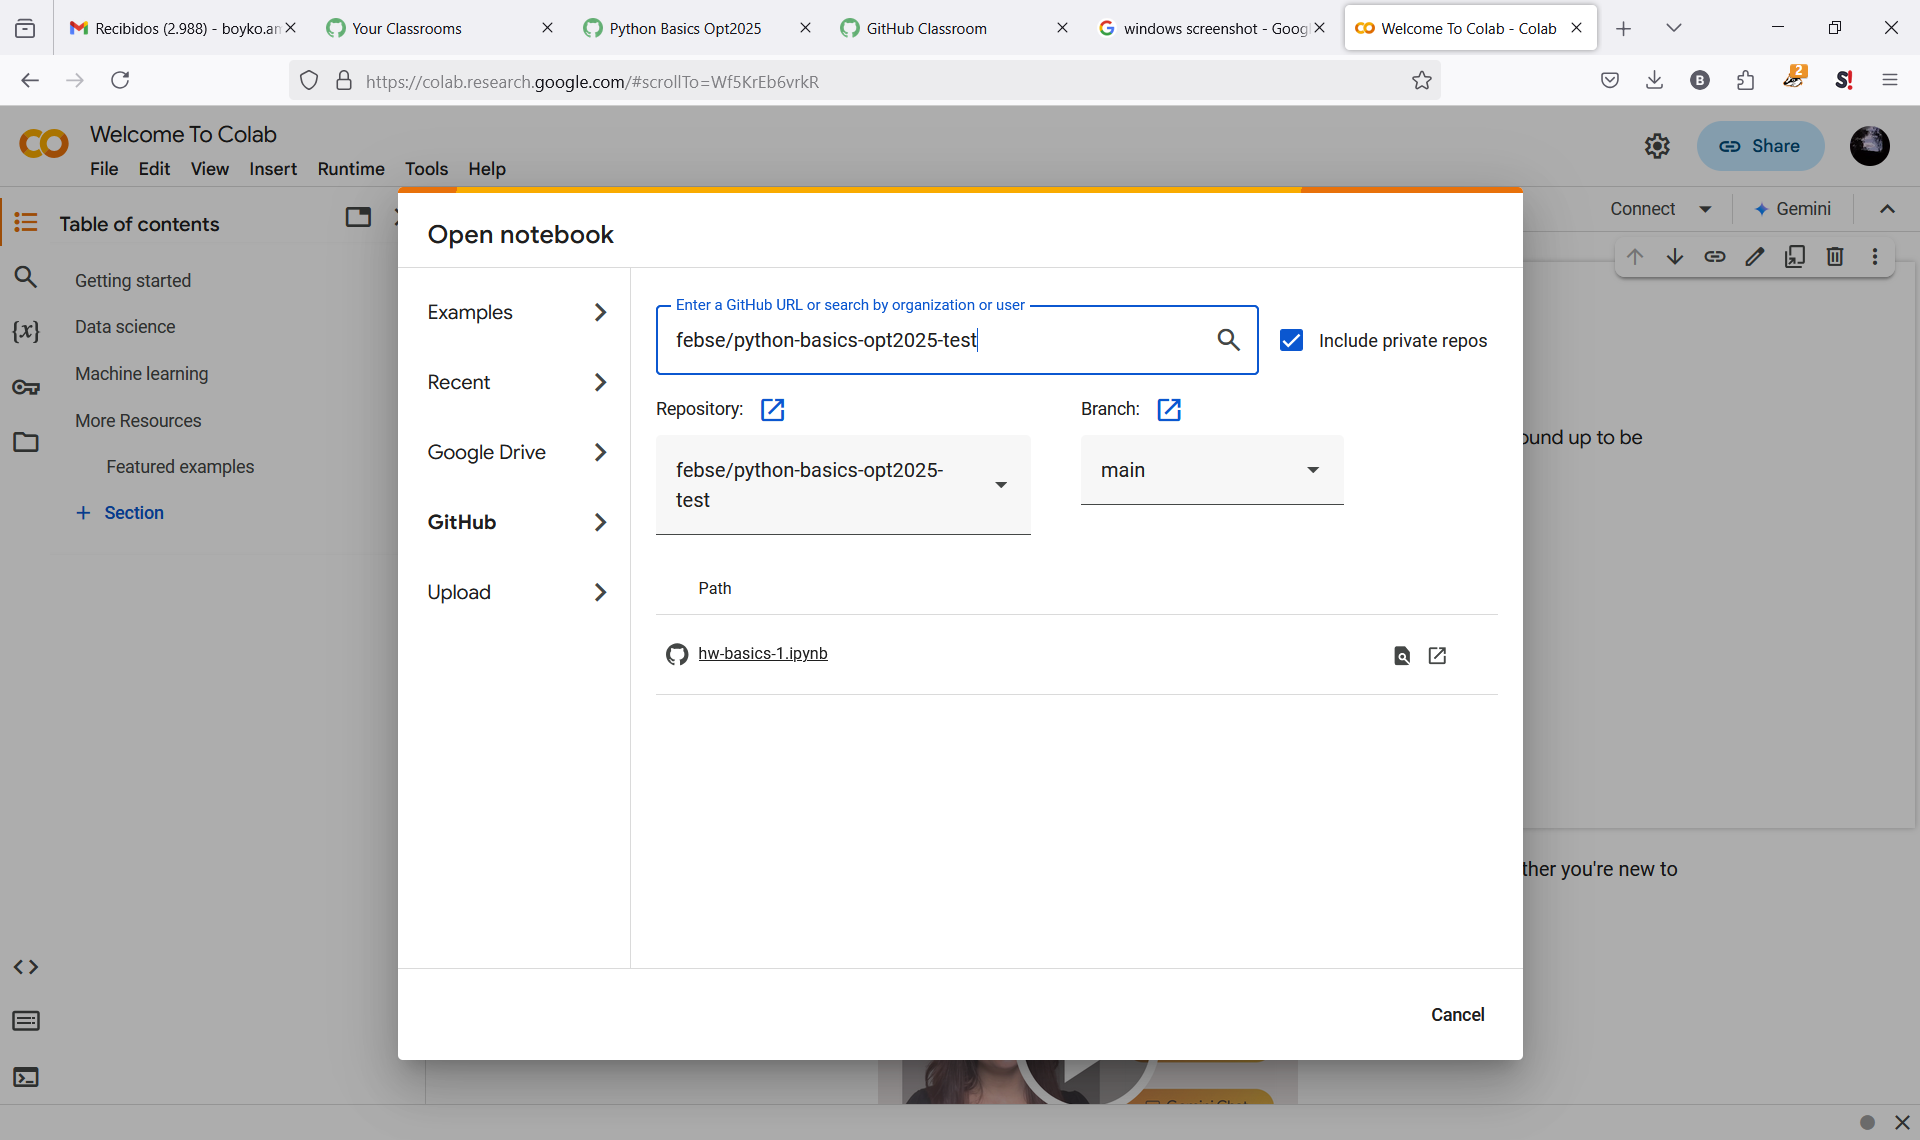 Recibidos (2.988) - boyko.am
Your Classrooms
Python Basics Opt2025
GitHub Classroom
windows screenshot - Googl
Welcome To Colab - Colab
https://colab.research.google.com/#scrollTo=Wf5KrEb6vrkR
B
2
S!
Welcome To Colab
File Edit View Insert Runtime Tools Help
Share
Table of contents
Connect
Gemini
Getting started
Data science
Machine learning
More Resources
Featured examples
+ Section
{x}
Open notebook
Examples
Recent
Google Drive
GitHub
Upload
Enter a GitHub URL or search by organization or user
febse/python-basics-opt2025-test
Include private repos
Repository:
Branch:
febse/python-basics-opt2025-
test
main
Path
hw-basics-1.ipynb
Cancel
ound up to be
ther you're new to